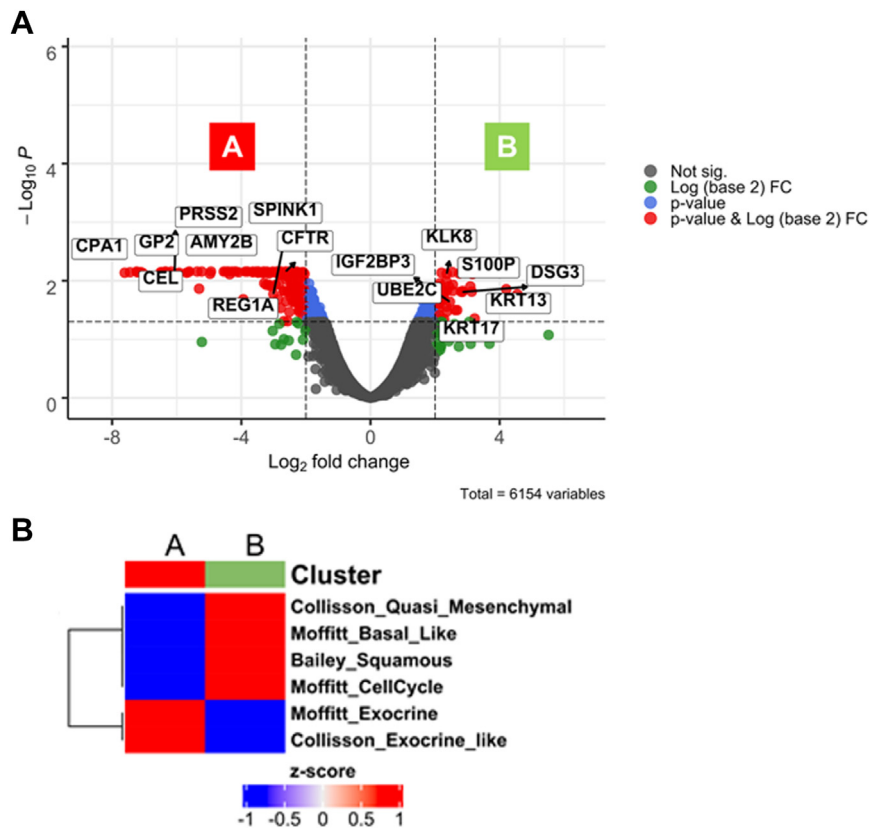 A
6
4
2
0
– Log10 P
A
B
PRSS2
SPINK1
CPA1
GP2
AMY2B
CFTR
KLK8
CEL
IGF2BP3
S100P
DSG3
REG1A
UBE2C
KRT13
KRT17
-8
-4
0
4
Log2 fold change
Total = 6154 variables
Not sig.
Log (base 2) FC
p-value
p-value & Log (base 2) FC
B
A
B
Cluster
Collisson_Quasi_Mesenchymal
Moffitt_Basal_Like
Bailey_Squamous
Moffitt_CellCycle
Moffitt_Exocrine
Collisson_Exocrine_like
z-score
-1 -0.5 0 0.5 1